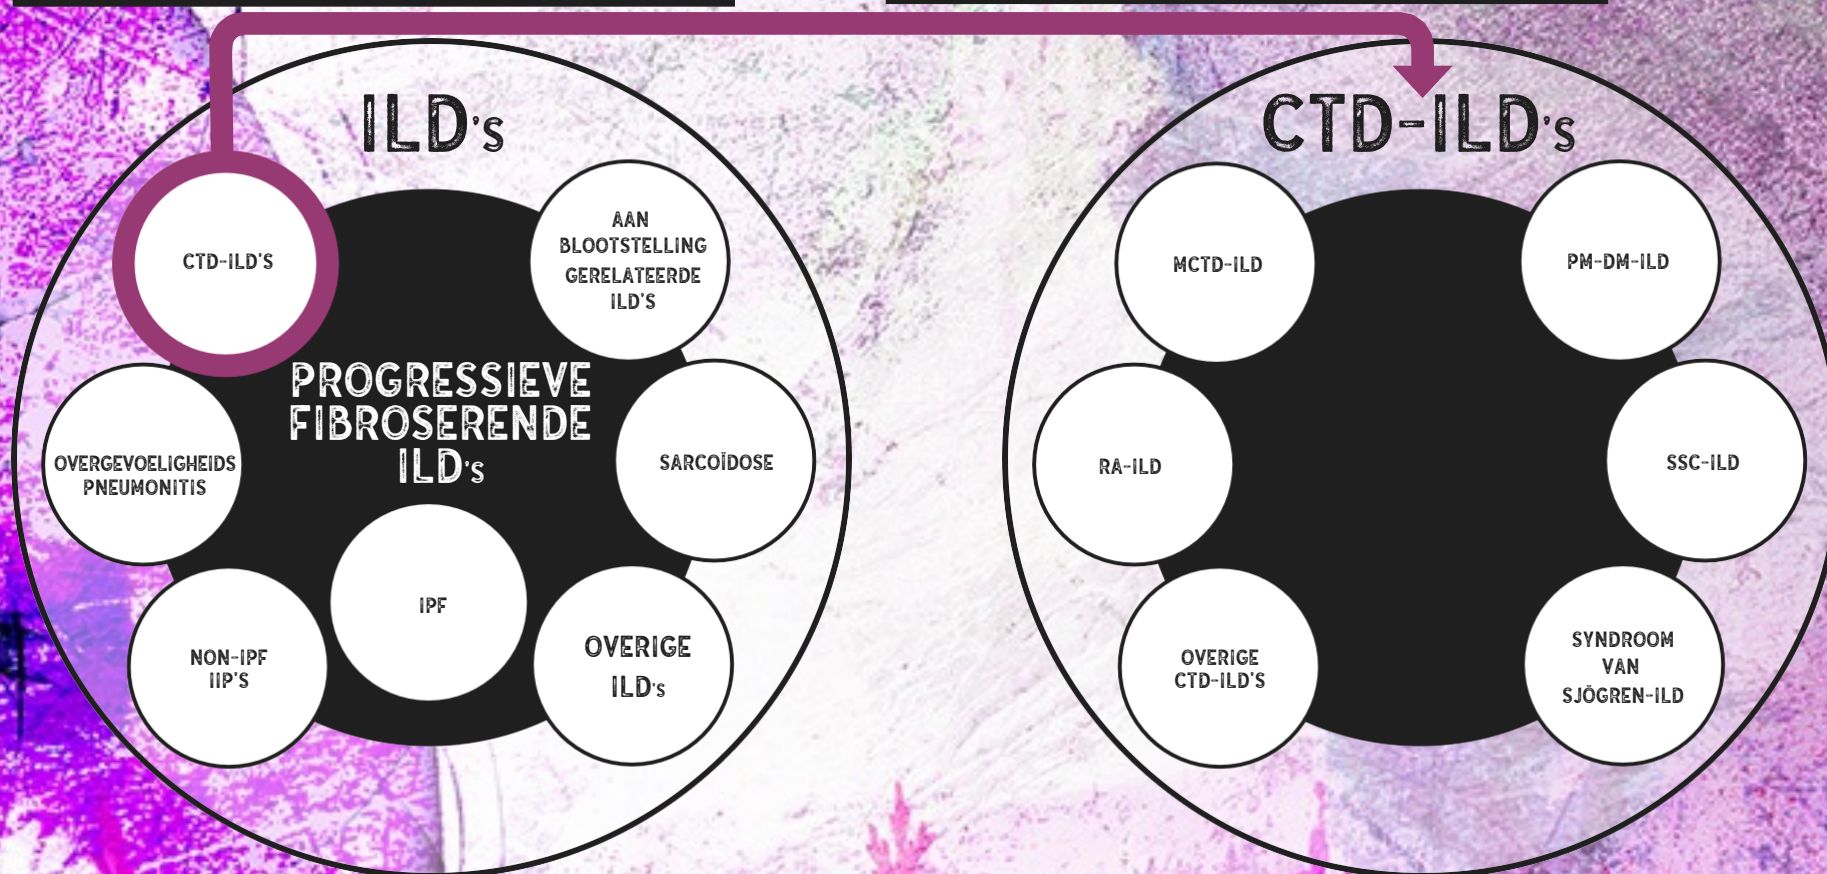 ILD's
CTD-ILD'S
AAN
BLOOTSTELLING
GERELATEERDE
ILD'S
PROGRESSIEVE
FIBROSERENDE
ILD's
OVERGEVOELIGHEIDS
PNEUMONITIS
SARCOÏDOSE
IPF
NON-IPF
IIP'S
OVERIGE
ILD's
CTD-ILD's
MCTD-ILD
PM-DM-ILD
RA-ILD
SSC-ILD
OVERIGE
CTD-ILD'S
SYNDROOM
VAN
SJÖGREN-ILD